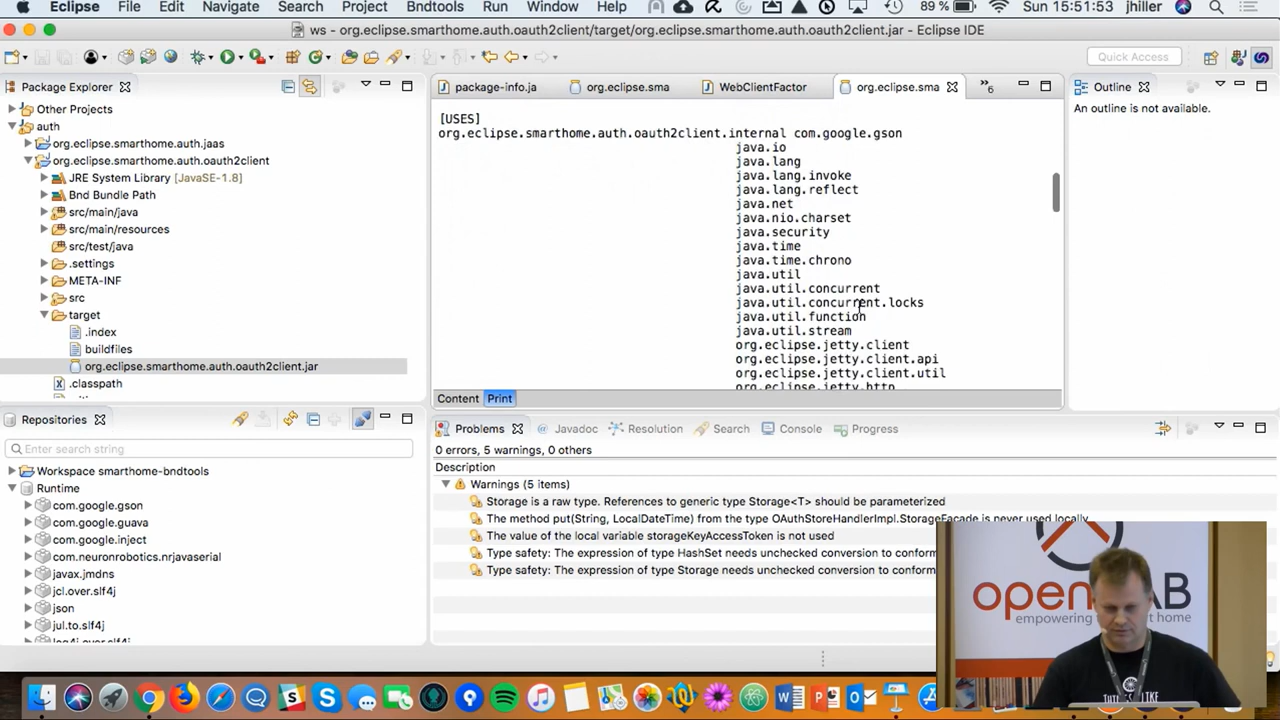 Eclipse File Edit Navigate Search Project Bndtools Run Window Help 89 % Sun 15:51:53 jhiller
ws - org.eclipse.smarthome.auth.oauth2client/target/org.eclipse.smarthome.auth.oauth2client.jar - Eclipse IDE
Quick Access
Package Explorer
Other Projects
auth
org.eclipse.smarthome.auth.jaas
org.eclipse.smarthome.auth.oauth2client
JRE System Library [JavaSE-1.8]
Bnd Bundle Path
src/main/java
src/main/resources
src/test/java
.settings
META-INF
src
target
.index
buildfiles
org.eclipse.smarthome.auth.oauth2client.jar
.classpath
package-info.ja org.eclipse.sma WebClientFactor org.eclipse.sma 6
[USES]
org.eclipse.smarthome.auth.oauth2client.internal com.google.gson
java.io
java.lang
java.lang.invoke
java.lang.reflect
java.net
java.nio.charset
java.security
java.time
java.time.chrono
java.util
java.util.concurrent
java.util.concurrent.locks
java.util.function
java.util.stream
org.eclipse.jetty.client
org.eclipse.jetty.client.api
org.eclipse.jetty.client.util
org.eclipse.jetty.http
Content Print
Outline
An outline is not available.
Repositories
Enter search string
Workspace smarthome-bndtools
Runtime
com.google.gson
com.google.guava
com.google.inject
com.neuronrobotics.nrjavaserial
javax.jmdns
jcl.over.slf4j
json
jul.to.slf4j
log4j.over.slf4j
Problems Javadoc Resolution Search Console Progress
0 errors, 5 warnings, 0 others
Description
Warnings (5 items)
Storage is a raw type. References to generic type Storage<T> should be parameterized
The method put(String, LocalDateTime) from the type OAuthStoreHandlerImpl.StorageFacade is never used locally
The value of the local variable storageKeyAccessToken is not used
Type safety: The expression of type HashSet needs unchecked conversion to conform
Type safety: The expression of type Storage needs unchecked conversion to conform
open AB
empowering t t home